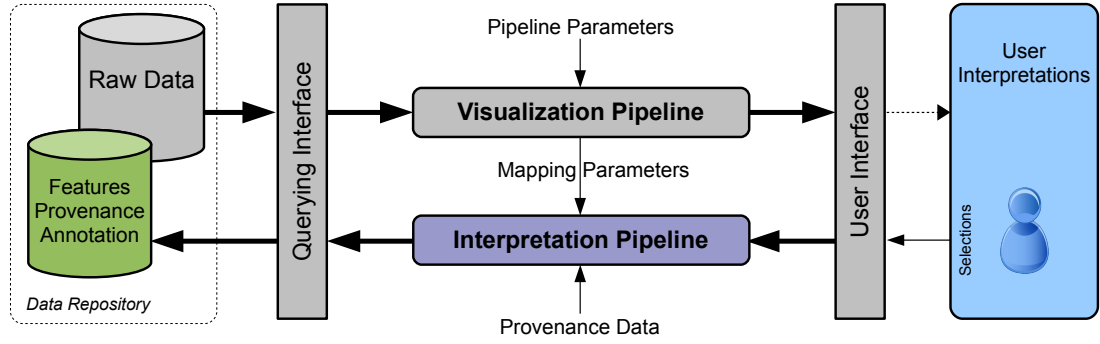 Raw Data
Features
Provenance
Annotation
Data Repository
Querying Interface
Pipeline Parameters
Visualization Pipeline
Mapping Parameters
Interpretation Pipeline
Provenance Data
User Interface
User
Interpretations
Selections